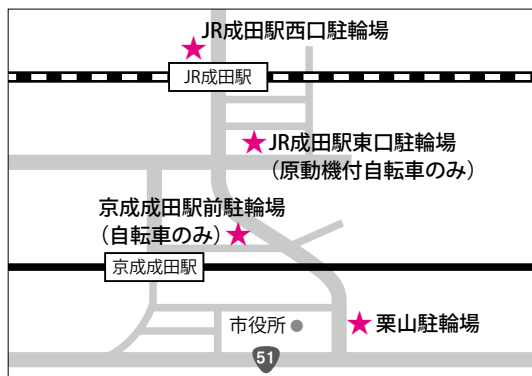 JR成田駅西口駐輪場
JR成田駅
JR成田駅東口駐輪場
（原動機付自転車のみ）
京成成田駅前駐輪場
（自転車のみ）
京成成田駅
市役所
栗山駐輪場
51